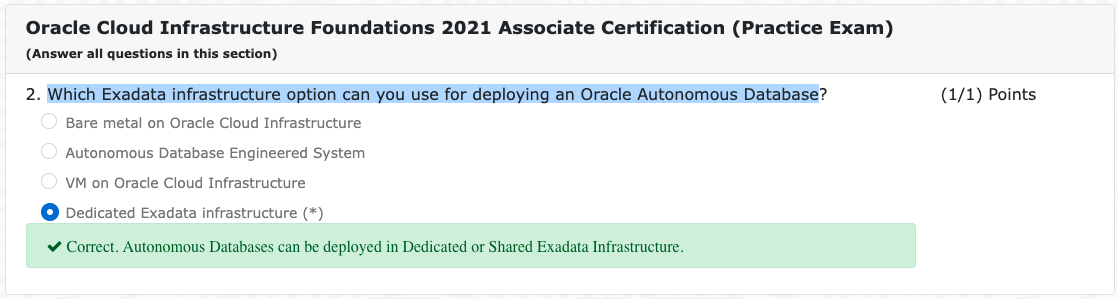 Oracle Cloud Infrastructure Foundations 2021 Associate Certification (Practice Exam)
(Answer all questions in this section)
2. Which Exadata infrastructure option can you use for deploying an Oracle Autonomous Database? (1/1) Points
Bare metal on Oracle Cloud Infrastructure
Autonomous Database Engineered System
VM on Oracle Cloud Infrastructure
Dedicated Exadata infrastructure (*)
✔ Correct. Autonomous Databases can be deployed in Dedicated or Shared Exadata Infrastructure.